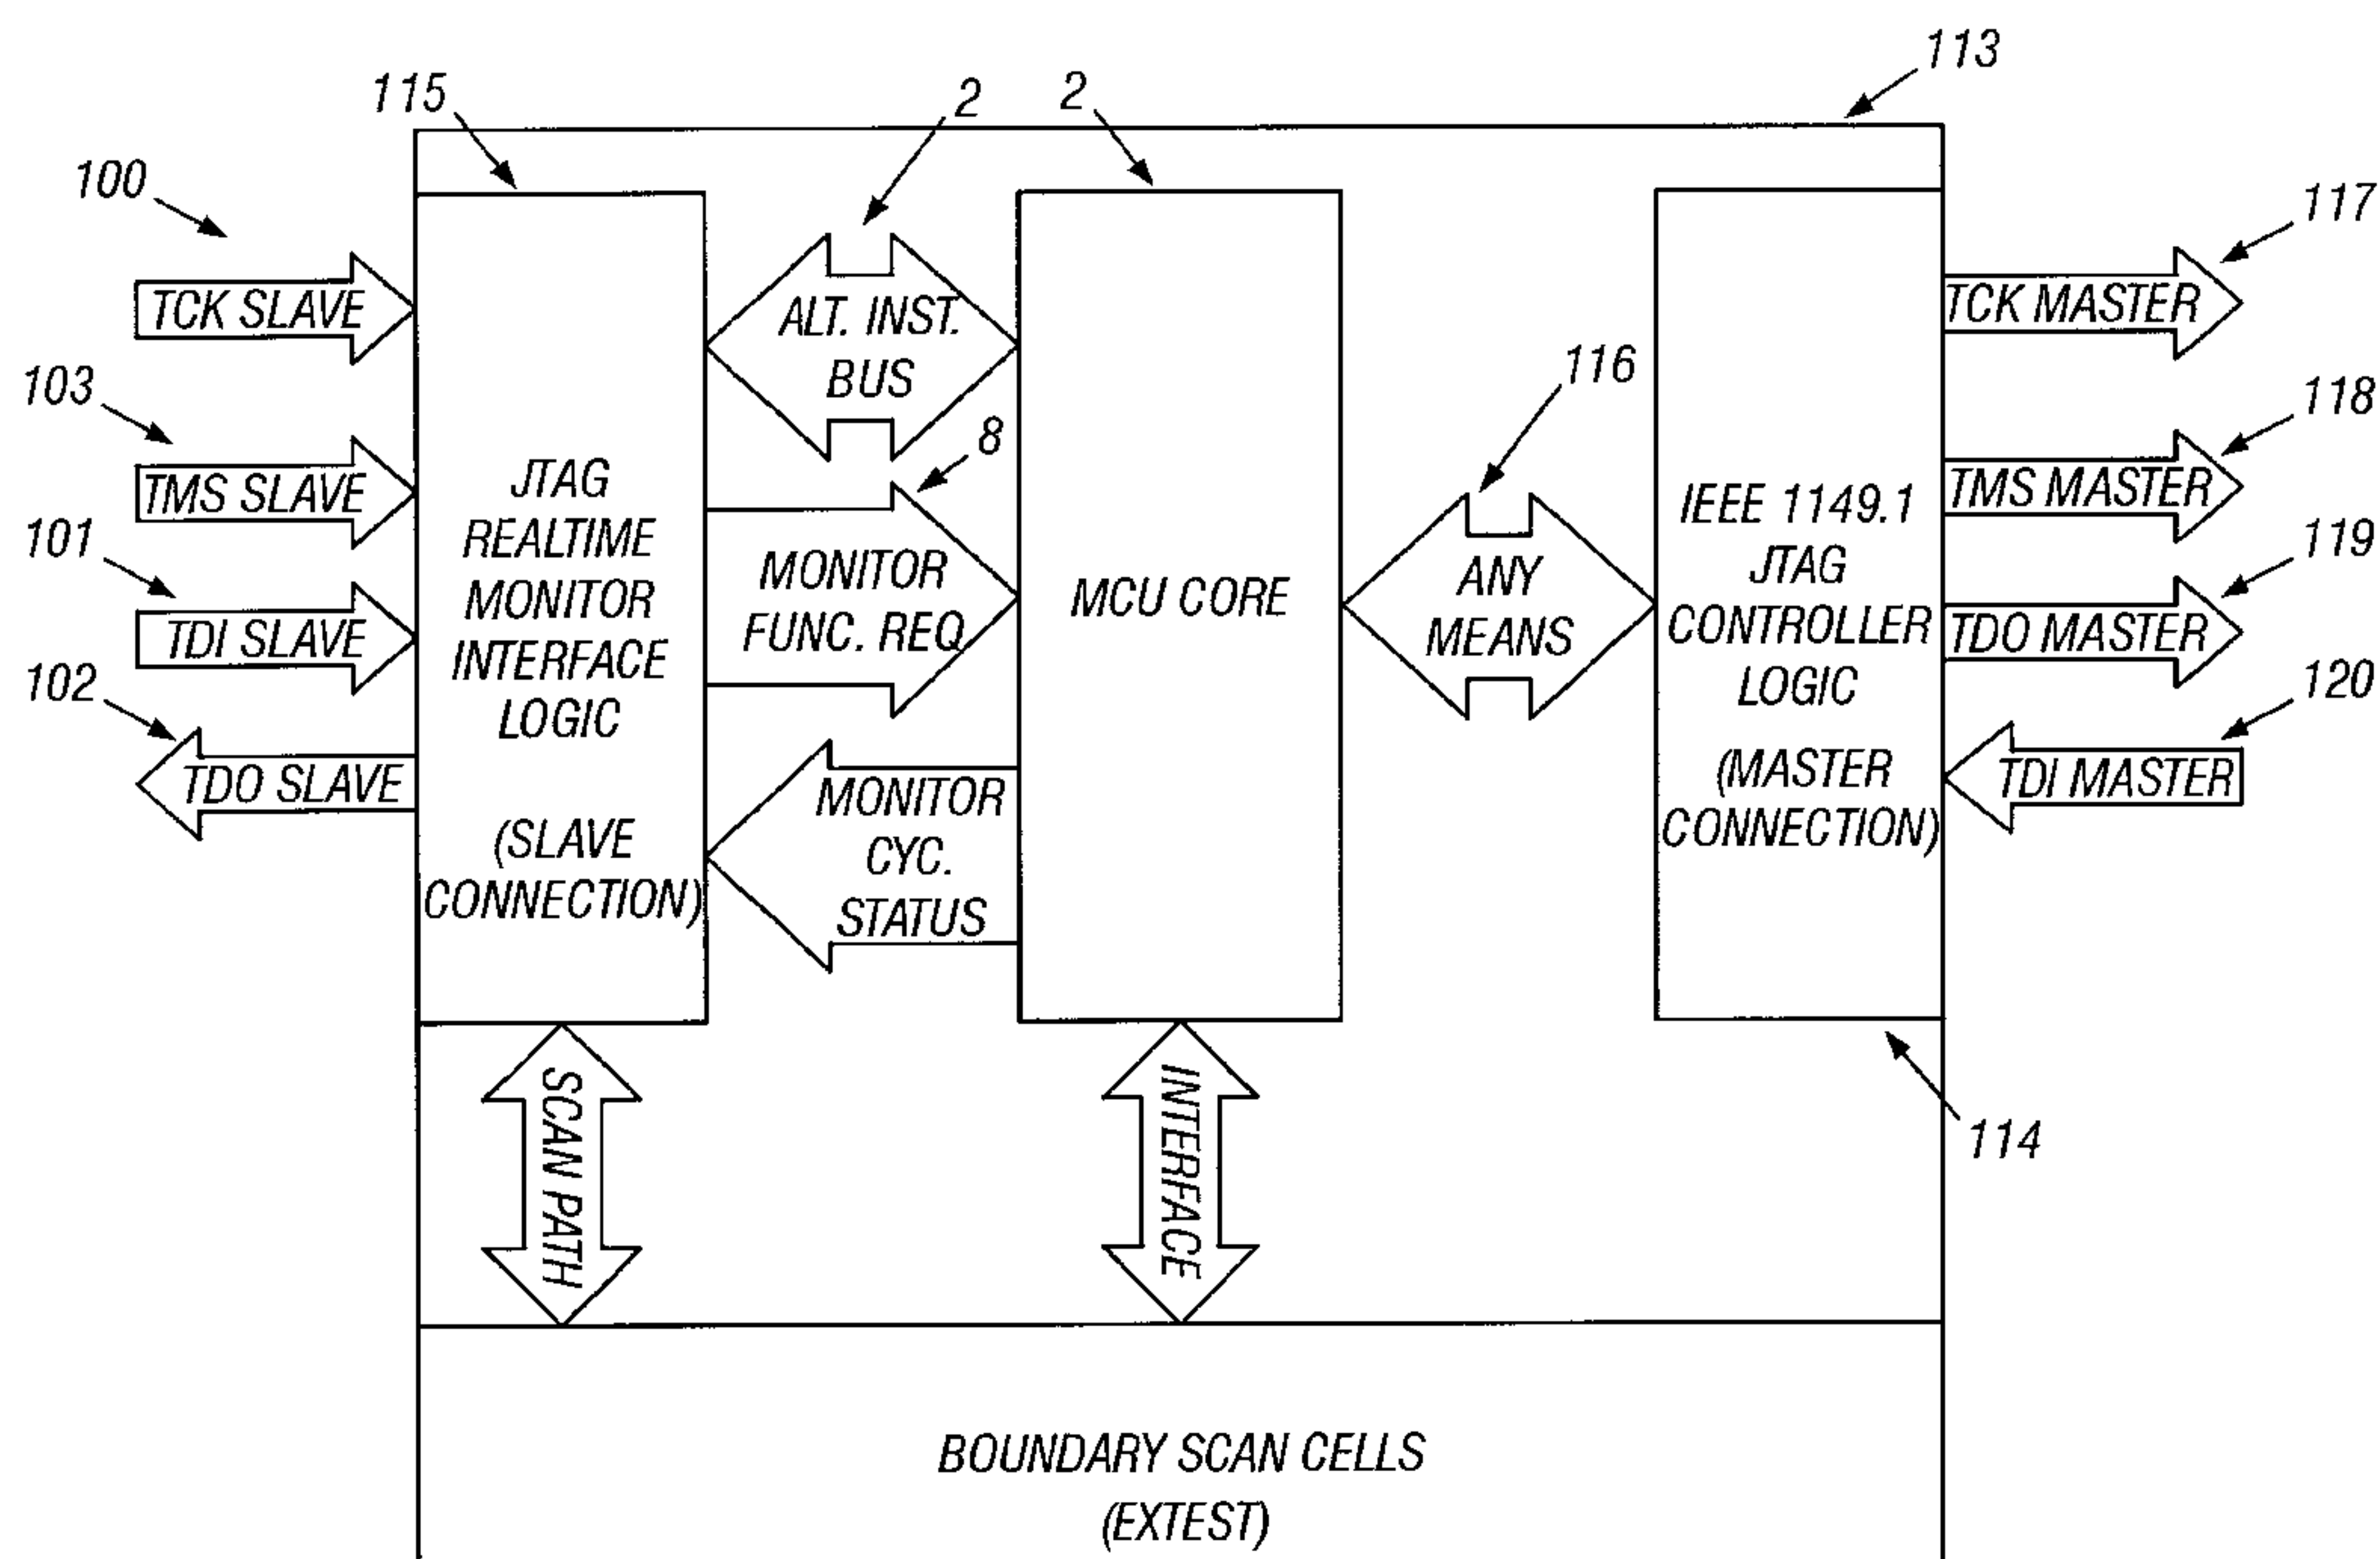 113
115
2
2
100
117
TCK SLAVE
ALT. INST.
BUS
TCK MASTER
116
103
118
8
TMS SLAVE
JTAG
REALTIME
MONITOR
INTERFACE
LOGIC
(SLAVE
CONNECTION)
MONITOR
FUNC. REQ
MCU CORE
ANY
MEANS
IEEE 1149.1
JTAG
CONTROLLER
LOGIC
(MASTER
CONNECTION)
TMS MASTER
101
119
TDI SLAVE
TDO MASTER
102
120
TDO SLAVE
MONITOR
CYC.
STATUS
TDI MASTER
114
SCAN PATH
INTERFACE
BOUNDARY SCAN CELLS
(EXTEST)